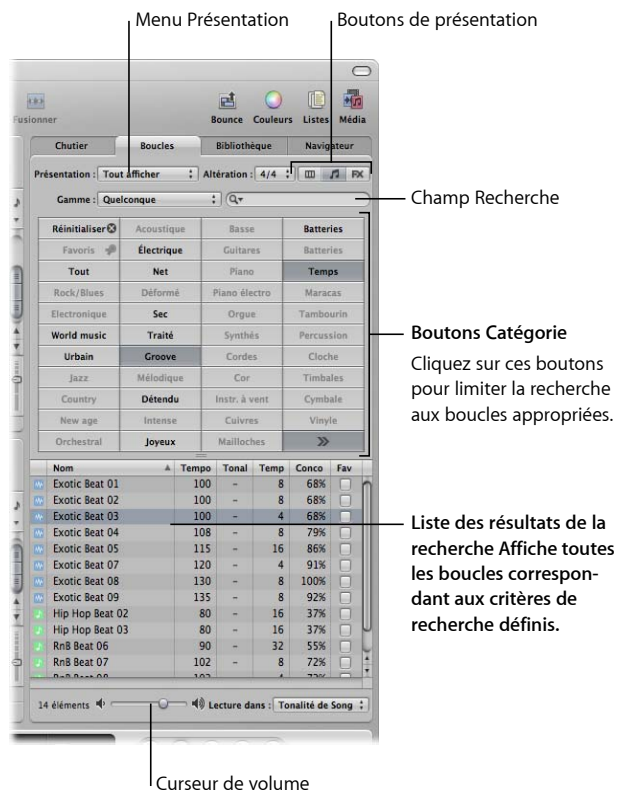 Menu Présentation
Boutons de présentation
Fusionner
Bounce Couleurs Listes Média
Chutier Boucles Bibliothèque Navigateur
Présentation : Tout afficher Altération : 4/4 FX
Gamme : Quelconque
Champ Recherche
Réinitialiser Acoustique Basse Batteries
Favoris Électrique Guitares Batteries
Tout Net Piano Temps
Rock/Blues Déformé Piano électro Maracas
Electronique Sec Orgue Tambourin
World music Traité Synthés Percussion
Urbain Groove Cordes Cloche
Jazz Mélodique Cor Timbales
Country Détendu Instr. à vent Cymbale
New age Intense Cuivres Vinyle
Orchestral Joyeux Mailloches
Boutons Catégorie
Cliquez sur ces boutons
pour limiter la recherche
aux boucles appropriées.
Nom Tempo Tonal Temp Conco Fav
Exotic Beat 01 100 – 8 68%
Exotic Beat 02 100 – 8 68%
Exotic Beat 03 100 – 4 68%
Exotic Beat 04 108 – 8 79%
Exotic Beat 05 115 – 16 86%
Exotic Beat 07 120 – 4 91%
Exotic Beat 08 130 – 8 100%
Exotic Beat 09 135 – 8 92%
Hip Hop Beat 02 80 – 16 37%
Hip Hop Beat 03 80 – 16 37%
RnB Beat 06 90 – 32 55%
RnB Beat 07 102 – 8 72%
Liste des résultats de la
recherche Affiche toutes
les boucles correspon-
dant aux critères de
recherche définis.
14 éléments Lecture dans : Tonalité de Song
Curseur de volume